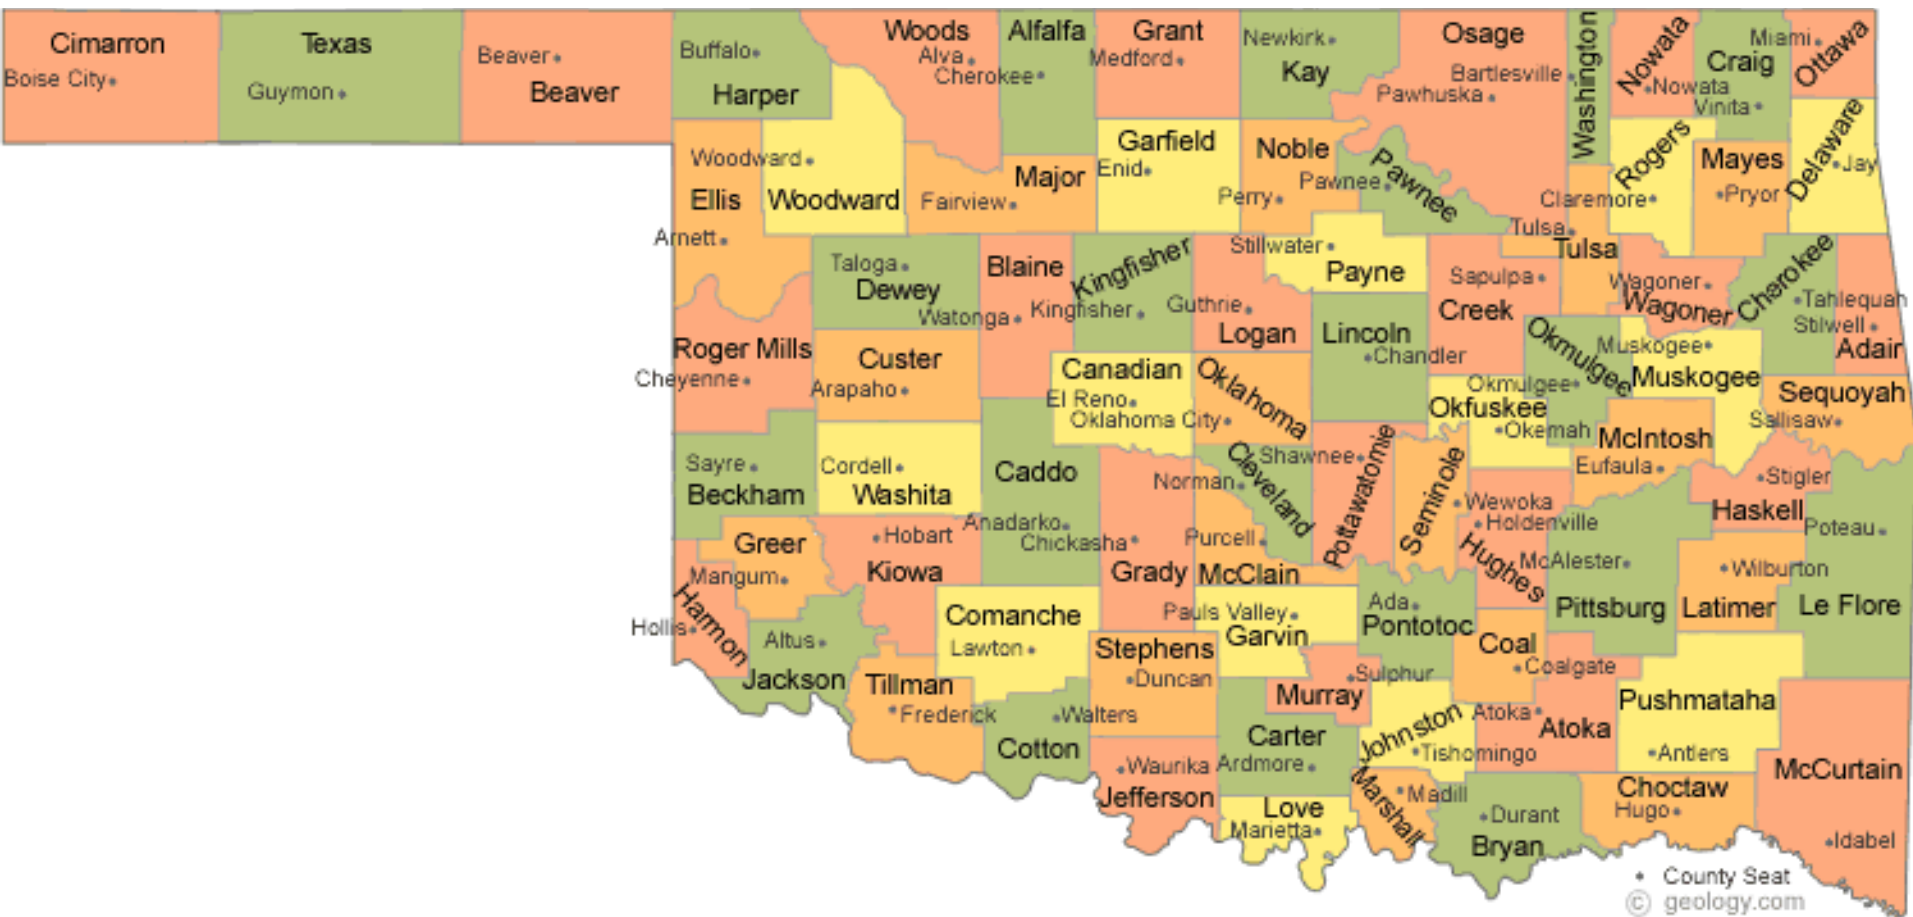 Cimarron
Boise City
Texas
Guymon
Beaver
Beaver
Buffalo
Harper
Woods
Alva
Cherokee
Alfalfa
Grant
Medford
Newkirk
Kay
Osage
Bartlesville
Pawhuska
Washington
Nowata
Nowata
Craig
Vinita
Miami
Ottawa
Woodward
Ellis
Arnett
Woodward
Fairview
Major
Garfield
Enid
Noble
Perry
Pawnee
Pawnee
Rogers
Claremore
Mayes
Pryor
Delaware
Jay
Tulsa
Tulsa
Taloga
Dewey
Watonga
Blaine
Kingfisher
Kingfisher
Guthrie
Logan
Stillwater
Payne
Sapulpa
Creek
Wagoner
Wagoner
Cherokee
Tahlequah
Stilwell
Adair
Roger Mills
Cheyenne
Custer
Arapaho
Canadian
El Reno
Oklahoma City
Oklahoma
Lincoln
Chandler
Okmulgee
Okmulgee
Muskogee
Muskogee
Okfuskee
Okemah
McIntosh
Eufaula
Sequoyah
Sallisaw
Sayre
Beckham
Cordell
Washita
Caddo
Anadarko
Chickasha
Grady
Norman
Cleveland
Shawnee
Pottawatomie
Seminole
Wewoka
Holdenville
Hughes
Stigler
Haskell
Poteau
Le Flore
Greer
Mangum
Hobart
Kiowa
Purcell
McClain
McAlester
Pittsburg
Wilburton
Latimer
Harmon
Hollis
Altus
Jackson
Comanche
Lawton
Pauls Valley
Garvin
Ada
Pontotoc
Coal
Coalgate
Stephens
Duncan
Tillman
Frederick
Walters
Cotton
Sulphur
Murray
Carter
Ardmore
Johnston
Tishomingo
Atoka
Atoka
Pushmataha
Antlers
McCurtain
Idabel
Waurika
Jefferson
Love
Marietta
Marshall
Madill
Durant
Bryan
Choctaw
Hugo
County Seat
© geology.com